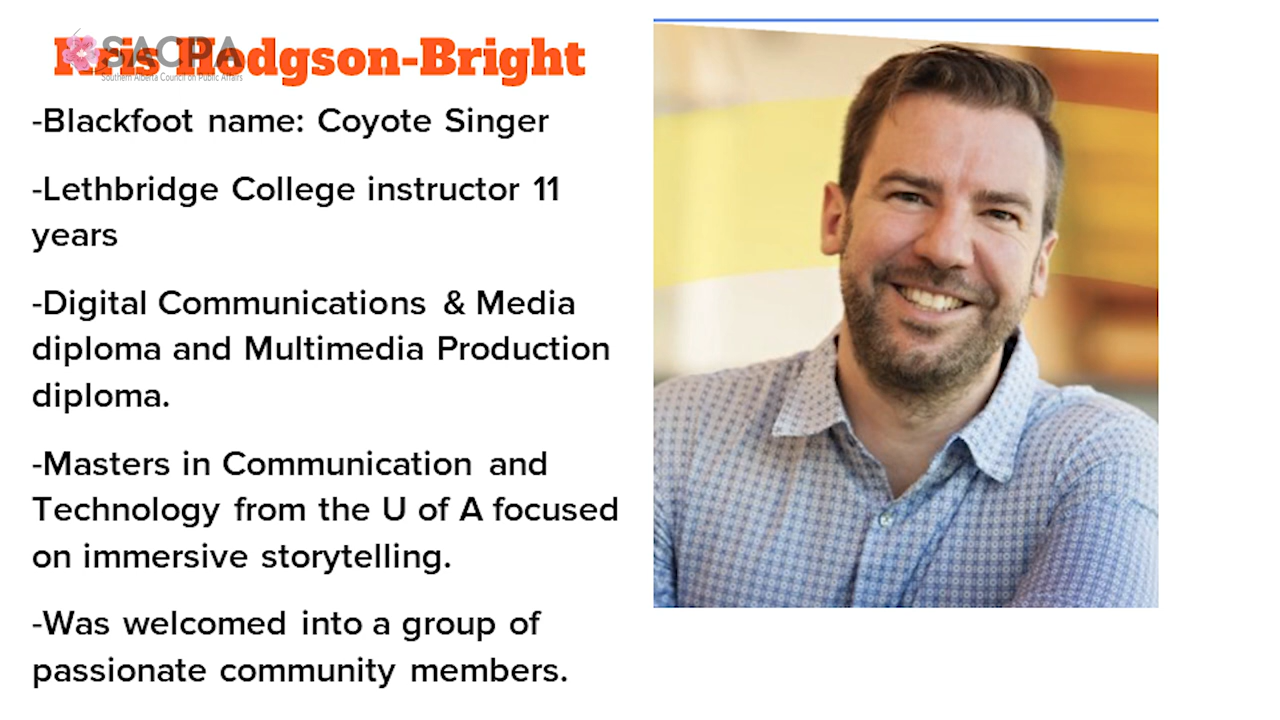 Kris Hodgson-Bright
SACPA
Southern Alberta Council on Public Affairs
-Blackfoot name: Coyote Singer
-Lethbridge College instructor 11
years
-Digital Communications & Media
diploma and Multimedia Production
diploma.
-Masters in Communication and
Technology from the U of A focused
on immersive storytelling.
-Was welcomed into a group of
passionate community members.